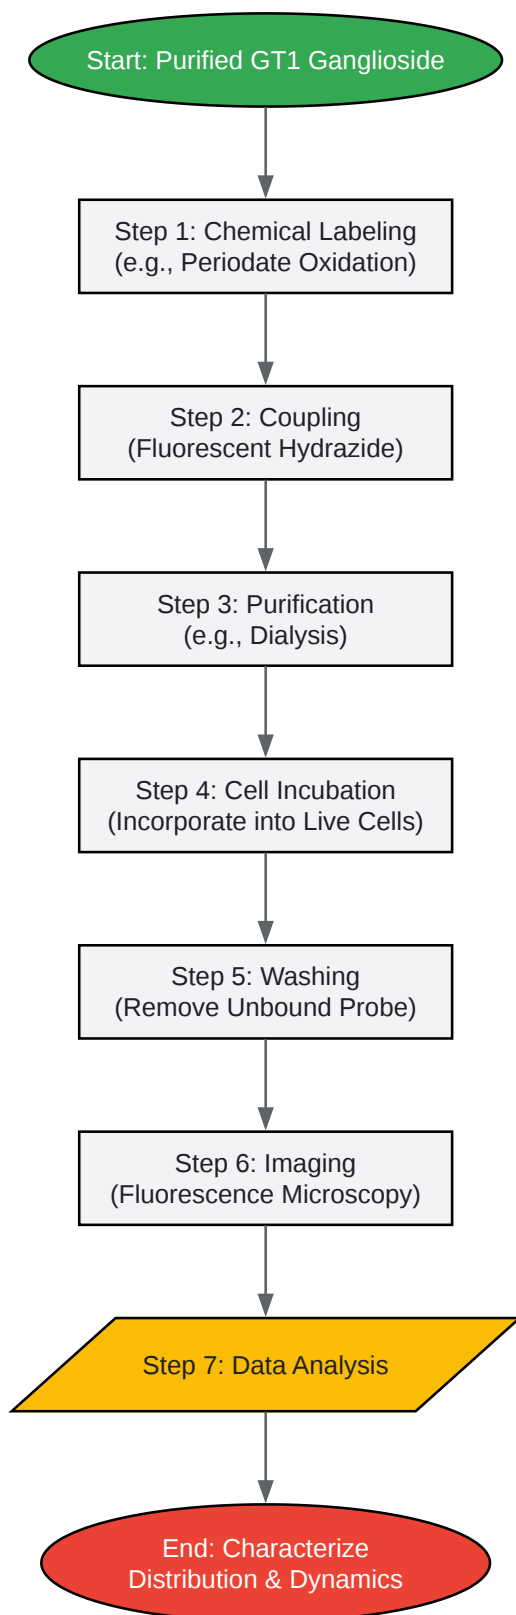 Start: Purified GT1 Ganglioside
Step 1: Chemical Labeling
(e.g., Periodate Oxidation)
Step 2: Coupling
(Fluorescent Hydrazide)
Step 3: Purification
(e.g., Dialysis)
Step 4: Cell Incubation
(Incorporate into Live Cells)
Step 5: Washing
(Remove Unbound Probe)
Step 6: Imaging
(Fluorescence Microscopy)
Step 7: Data Analysis
End: Characterize
Distribution & Dynamics